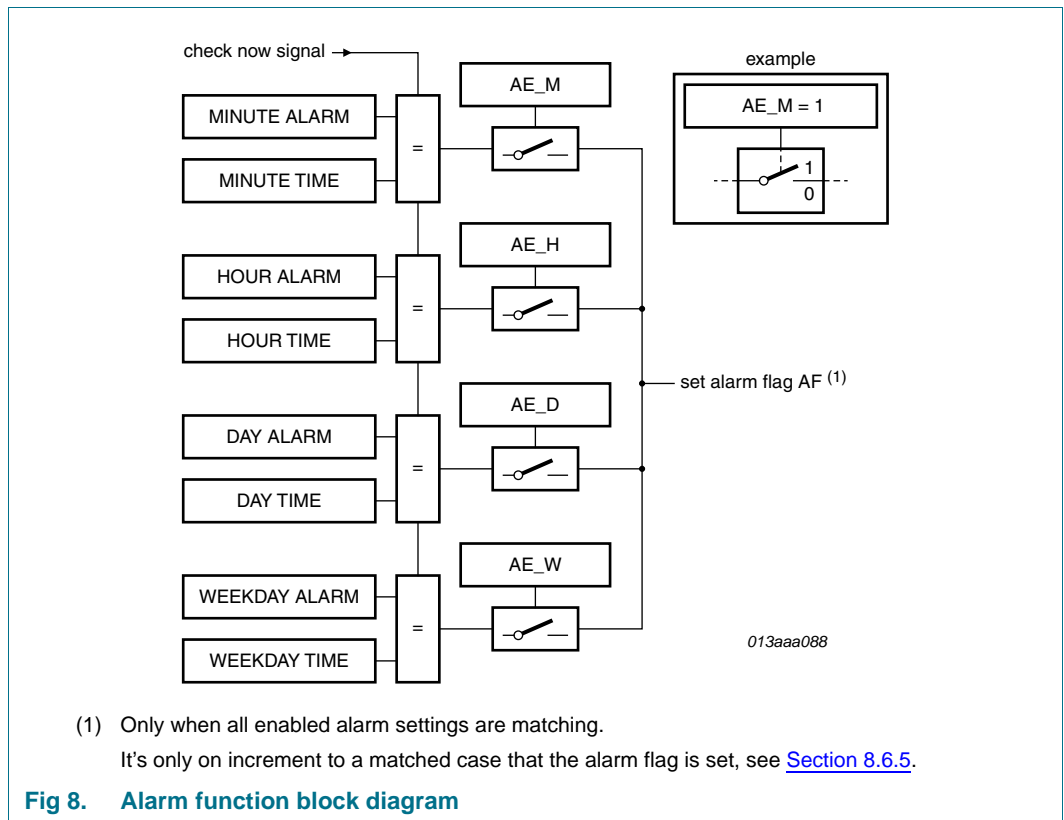 check now signal
example
AE_M
AE_M = 1
MINUTE ALARM
=
1
MINUTE TIME
0
AE_H
HOUR ALARM
=
HOUR TIME
set alarm flag AF (1)
AE_D
DAY ALARM
=
DAY TIME
AE_W
WEEKDAY ALARM
=
WEEKDAY TIME
013aaa088
(1) Only when all enabled alarm settings are matching.
It's only on increment to a matched case that the alarm flag is set, see Section 8.6.5.
Fig 8. Alarm function block diagram